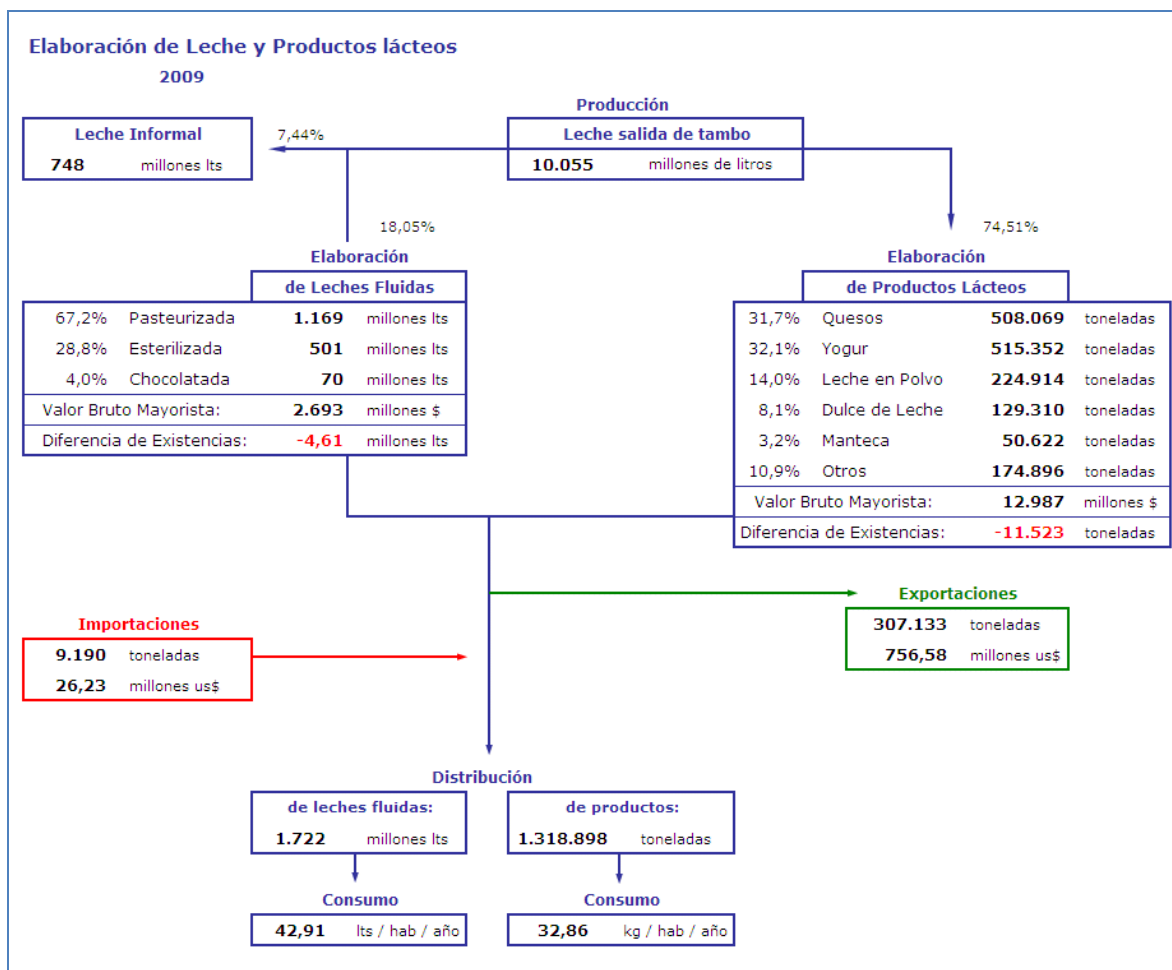 Elaboración de Leche y Productos lácteos
2009
Producción
Leche Informal
7,44%
Leche salida de tambo
748 millones lts
10.055 millones de litros
18,05%
74,51%
Elaboración
de Leches Fluidas
67,2% Pasteurizada 1.169 millones lts
28,8% Esterilizada 501 millones lts
4,0% Chocolatada 70 millones lts
Valor Bruto Mayorista: 2.693 millones $
Diferencia de Existencias: -4,61 millones lts
Elaboración
de Productos Lácteos
31,7% Quesos 508.069 toneladas
32,1% Yogur 515.352 toneladas
14,0% Leche en Polvo 224.914 toneladas
8,1% Dulce de Leche 129.310 toneladas
3,2% Manteca 50.622 toneladas
10,9% Otros 174.896 toneladas
Valor Bruto Mayorista: 12.987 millones $
Diferencia de Existencias: -11.523 toneladas
Exportaciones
307.133 toneladas
756,58 millones us$
Importaciones
9.190 toneladas
26,23 millones us$
Distribución
de leches fluidas:
1.722 millones lts
de productos:
1.318.898 toneladas
Consumo
42,91 lts / hab / año
Consumo
32,86 kg / hab / año